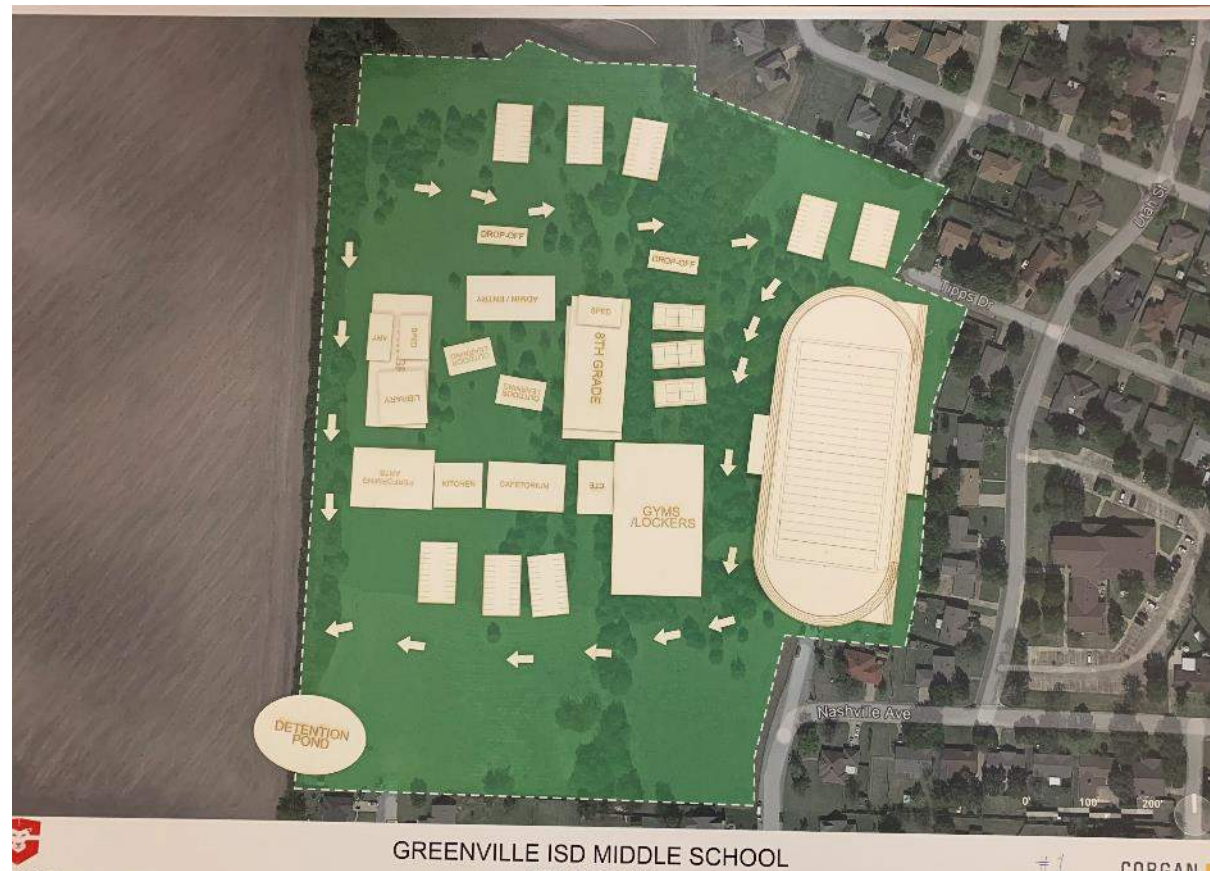 DROP-OFF
DROP-OFF
Utah St
Tipps Dr
ADMIN / ENTRY
SPED
8TH GRADE
ART
SPED
OUTDOOR
LEARNING
OUTDOOR
LEARNING
LIBRARY
PERFORMING
ARTS
KITCHEN
CAFETORIUM
CTE
GYMS
/LOCKERS
DETENTION
POND
Nashville Ave
0' 100' 200'
GREENVILLE ISD MIDDLE SCHOOL
#1
CORGAN